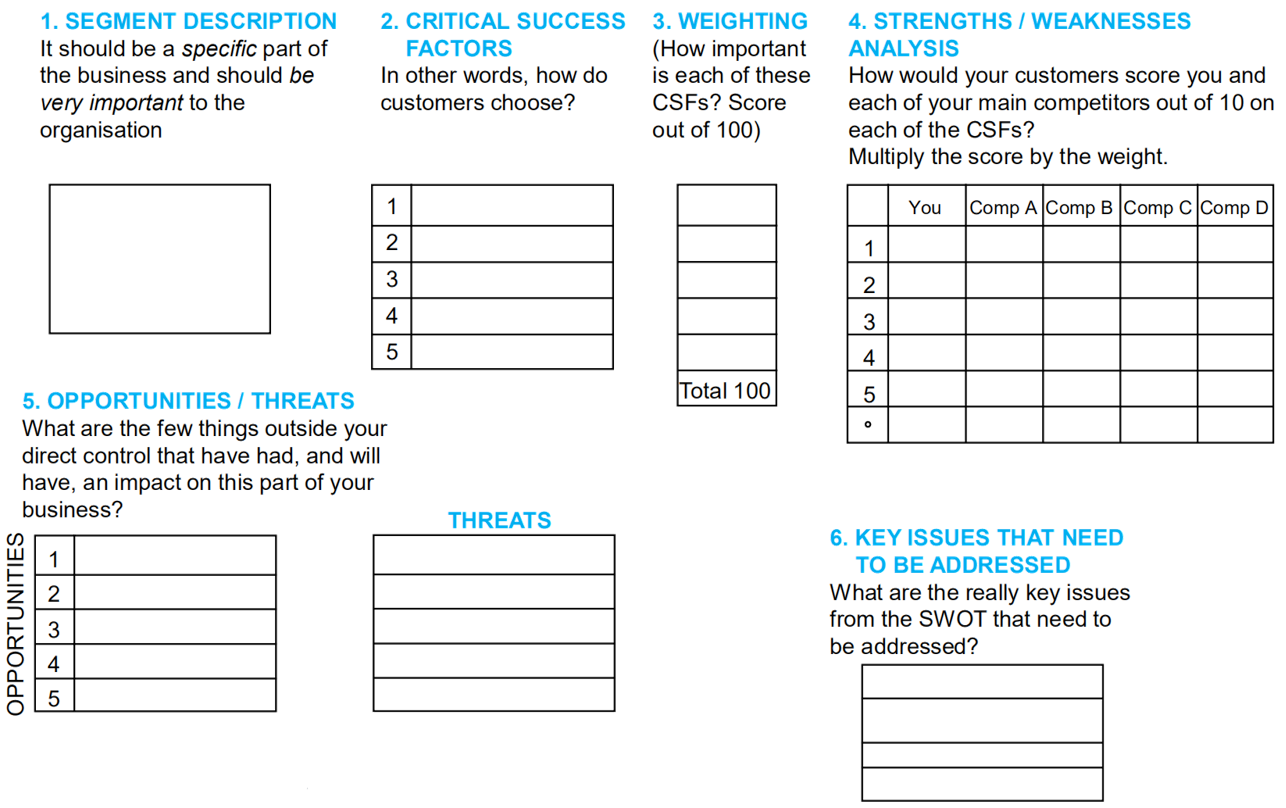 1. SEGMENT DESCRIPTION
It should be a specific part of
the business and should be
very important to the
organisation
2. CRITICAL SUCCESS
FACTORS
In other words, how do
customers choose?
1
2
3
4
5
3. WEIGHTING
(How important
is each of these
CSFs? Score
out of 100)
Total 100
4. STRENGTHS / WEAKNESSES
ANALYSIS
How would your customers score you and
each of your main competitors out of 10 on
each of the CSFs?
Multiply the score by the weight.
You Comp A Comp B Comp C Comp D
1
2
3
4
5
°
5. OPPORTUNITIES / THREATS
What are the few things outside your
direct control that have had, and will
have, an impact on this part of your
business?
OPPORTUNITIES
1
2
3
4
5
THREATS
6. KEY ISSUES THAT NEED
TO BE ADDRESSED
What are the really key issues
from the SWOT that need to
be addressed?